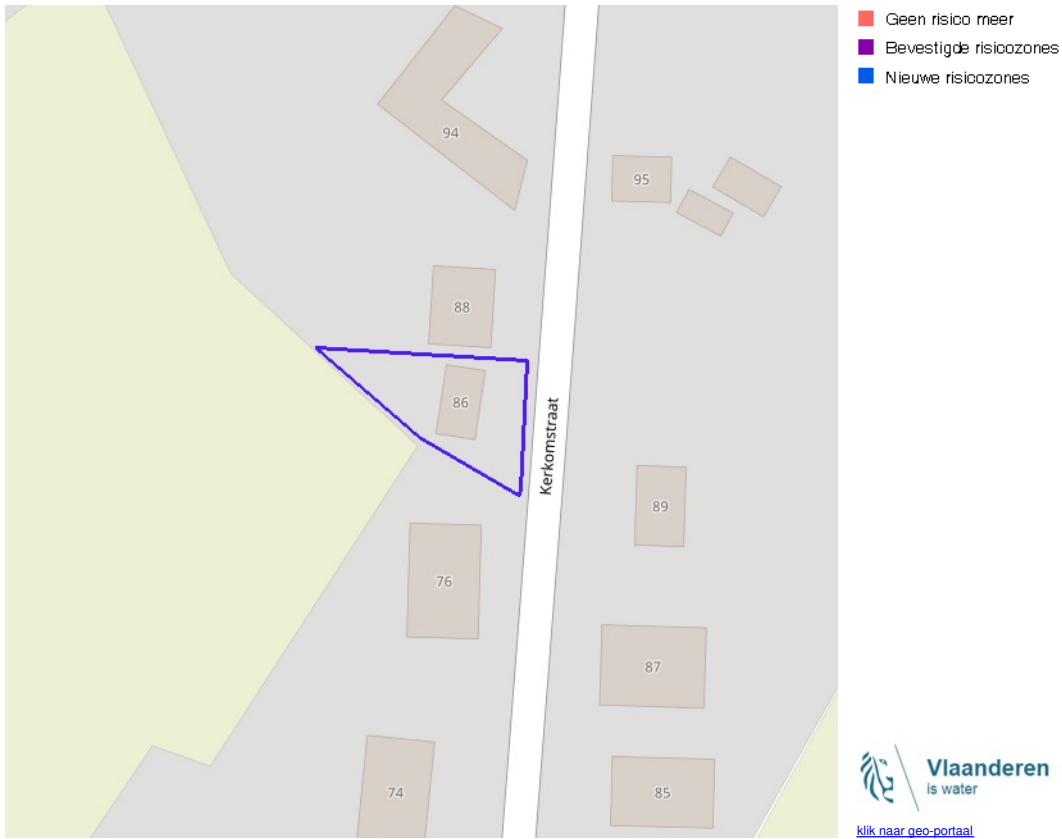 Geen risico meer
Bevestigde risicozones
Nieuwe risicozones
94
95
88
86
Kerkomstraat
89
76
87
74
85
Vlaanderen
is water
klik naar geo-portaal